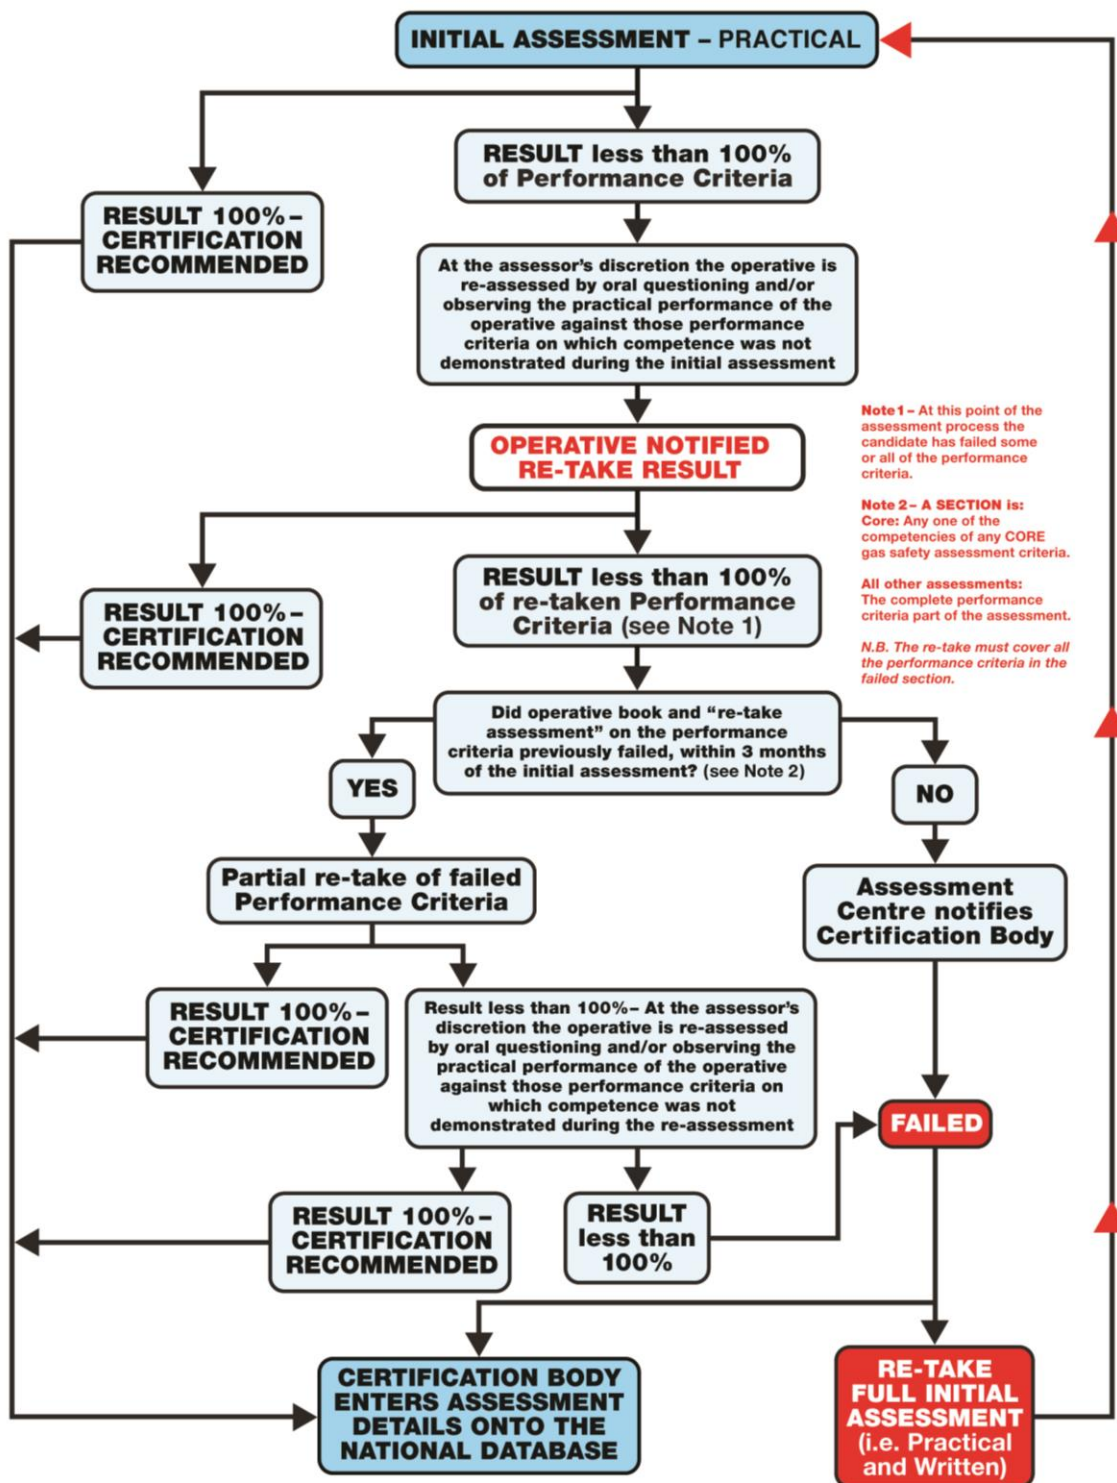 INITIAL ASSESSMENT – PRACTICAL
RESULT less than 100%
of Performance Criteria
RESULT 100% –
CERTIFICATION
RECOMMENDED
At the assessor’s discretion the operative is
re-assessed by oral questioning and/or
observing the practical performance of the
operative against those performance
criteria on which competence was not
demonstrated during the initial assessment
OPERATIVE NOTIFIED
RE-TAKE RESULT
Note 1 – At this point of the
assessment process the
candidate has failed some
or all of the performance
criteria.
Note 2 – A SECTION is:
Core: Any one of the
competencies of any CORE
gas safety assessment criteria.
All other assessments:
The complete performance
criteria part of the assessment.
N.B. The re-take must cover all
the performance criteria in the
failed section.
RESULT 100% –
CERTIFICATION
RECOMMENDED
RESULT less than 100%
of re-taken Performance
Criteria (see Note 1)
Did operative book and “re-take
assessment” on the performance
criteria previously failed, within 3 months
of the initial assessment? (see Note 2)
YES
NO
Partial re-take of failed
Performance Criteria
Assessment
Centre notifies
Certification Body
RESULT 100% –
CERTIFICATION
RECOMMENDED
Result less than 100% – At the assessor’s
discretion the operative is re-assessed
by oral questioning and/or observing the
practical performance of the operative
against those performance criteria on
which competence was not
demonstrated during the re-assessment
FAILED
RESULT 100% –
CERTIFICATION
RECOMMENDED
RESULT
less than
100%
CERTIFICATION BODY
ENTERS ASSESSMENT
DETAILS ONTO THE
NATIONAL DATABASE
RE-TAKE
FULL INITIAL
ASSESSMENT
(i.e. Practical
and Written)